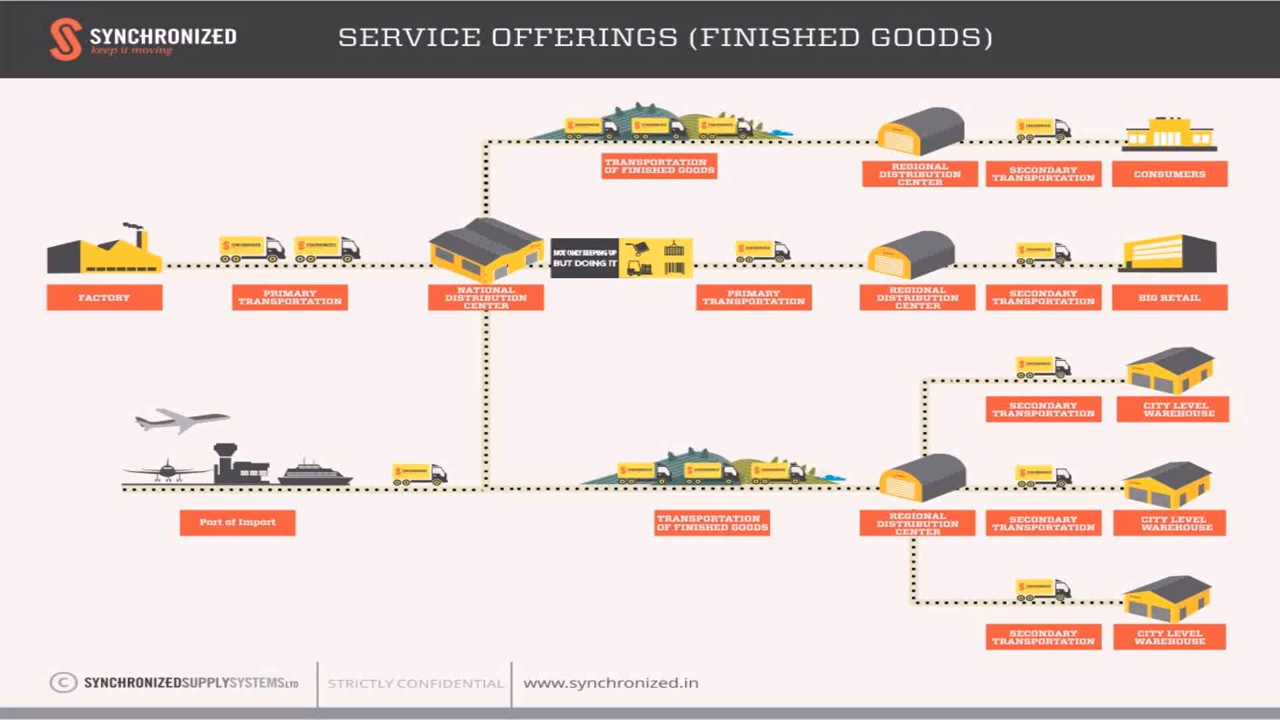 SYNCHRONIZED
keep it moving
SERVICE OFFERINGS (FINISHED GOODS)
TRANSPORTATION
OF FINISHED GOODS
REGIONAL
DISTRIBUTION
CENTER
SECONDARY
TRANSPORTATION
CONSUMERS
FACTORY
PRIMARY
TRANSPORTATION
NATIONAL
DISTRIBUTION
CENTER
NOT ONLY KEEPING UP
BUT DOING IT
PRIMARY
TRANSPORTATION
REGIONAL
DISTRIBUTION
CENTER
SECONDARY
TRANSPORTATION
BIG RETAIL
SECONDARY
TRANSPORTATION
CITY LEVEL
WAREHOUSE
Part of Impart
TRANSPORTATION
OF FINISHED GOODS
REGIONAL
DISTRIBUTION
CENTER
SECONDARY
TRANSPORTATION
CITY LEVEL
WAREHOUSE
SECONDARY
TRANSPORTATION
CITY LEVEL
WAREHOUSE
© SYNCHRONIZEDSUPPLYSYSTEMSLTD
STRICTLY CONFIDENTIAL
www.synchronized.in